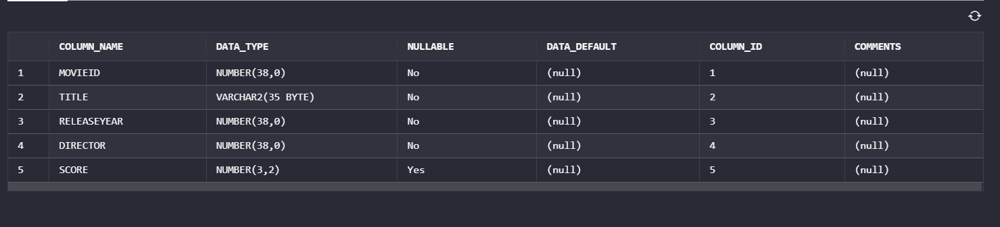 COLUMN_NAME DATA_TYPE NULLABLE DATA_DEFAULT COLUMN_ID COMMENTS
1 MOVIEID NUMBER(38,0) No (null) 1 (null)
2 TITLE VARCHAR2(35 BYTE) No (null) 2 (null)
3 RELEASEYEAR NUMBER(38,0) No (null) 3 (null)
4 DIRECTOR NUMBER(38,0) No (null) 4 (null)
5 SCORE NUMBER(3,2) Yes (null) 5 (null)